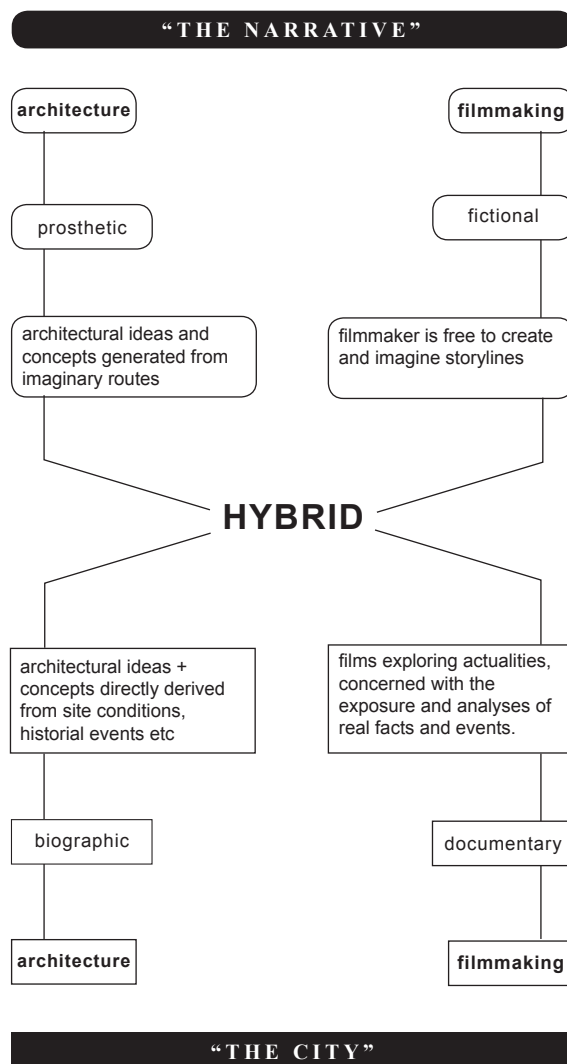 "THE NARRATIVE"
architecture
filmmaking
prosthetic
fictional
architectural ideas and
concepts generated from
imaginary routes
filmmaker is free to create
and imagine storylines
HYBRID
architectural ideas +
concepts directly derived
from site conditions,
historial events etc
films exploring actualities,
concerned with the
exposure and analyses of
real facts and events.
biographic
documentary
architecture
filmmaking
"THE CITY"